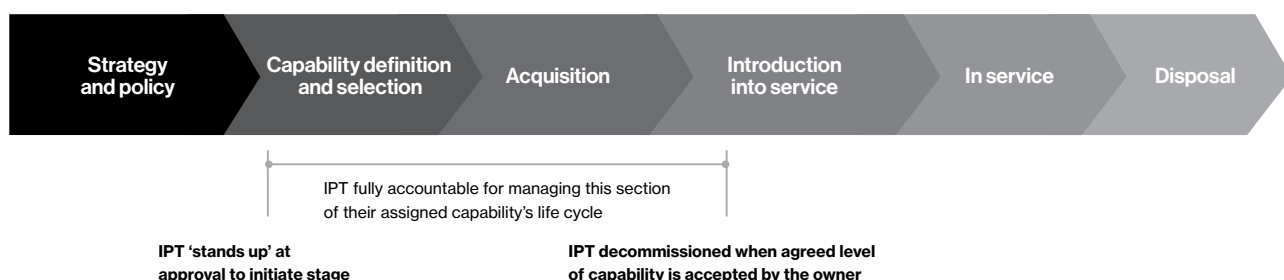 Strategy
and policy
Capability definition
and selection
Acquisition
Introduction
into service
In service
Disposal
IPT fully accountable for managing this section
of their assigned capability's life cycle
IPT ‘stands up’ at
approval to initiate stage
IPT decommissioned when agreed level
of capability is accepted by the owner